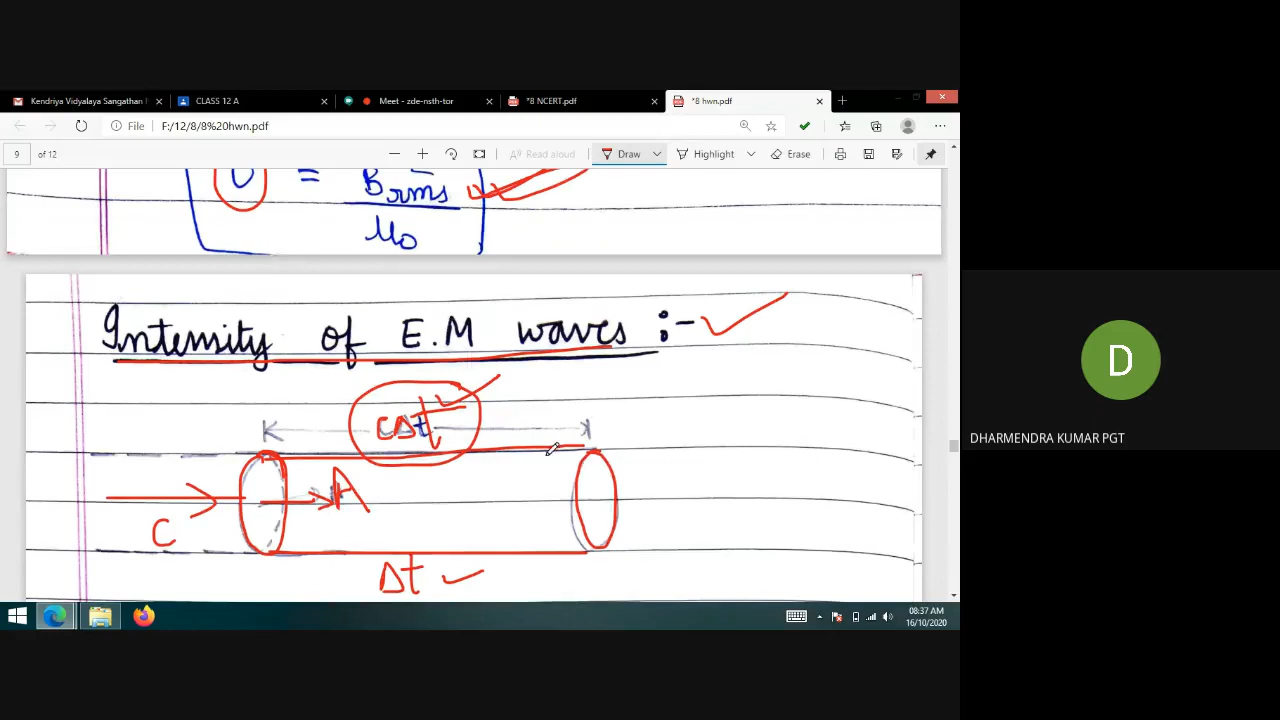 Kendriya Vidyalaya Sangathan
CLASS 12 A
Meet - zde-nsth-tor
*8 NCERT.pdf
*8 hwn.pdf
File F:/12/8/8%20hwn.pdf
9 of 12
Read aloud
Draw
Highlight
Erase
U = Brms
μ0
Intensity of E.M waves :-
cΔt
A
C
Δt
D
DHARMENDRA KUMAR PGT
08:37 AM
16/10/2020